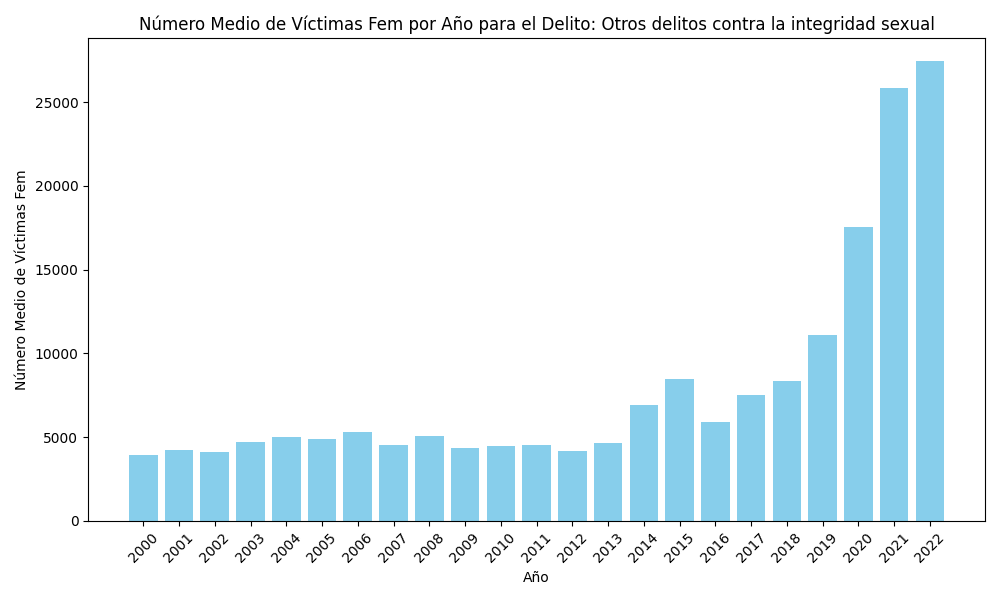 Número Medio de Víctimas Fem por Año para el Delito: Otros delitos contra la integridad sexual
Número Medio de Víctimas Fem
25000
20000
15000
10000
5000
0
2000 2001 2002 2003 2004 2005 2006 2007 2008 2009 2010 2011 2012 2013 2014 2015 2016 2017 2018 2019 2020 2021 2022
Año